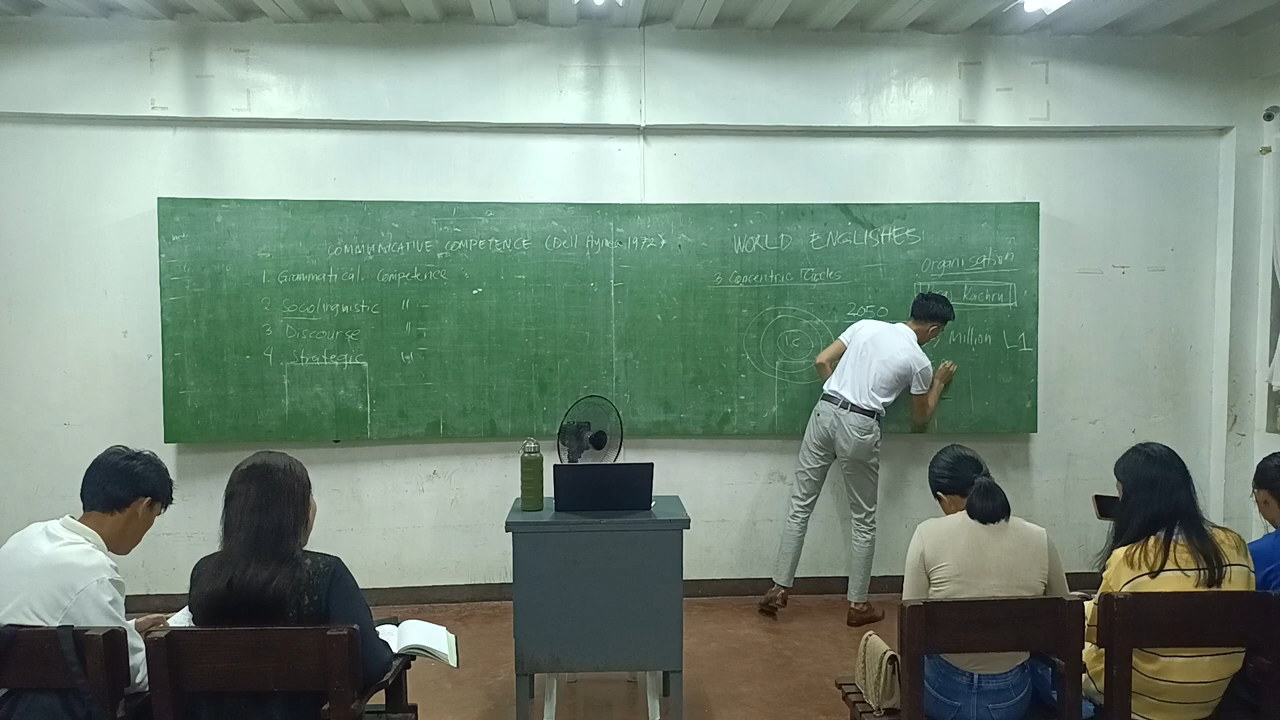 COMMUNICATIVE COMPETENCE (Dell Hymes 1972)
1. Grammatical Competence
2 Sociolinguistic " -
3 Discourse " -
4 Strategic
WORLD ENGLISHES
3 Concentric Circles
I.C
2050
Organisation
Kachru
Million L1